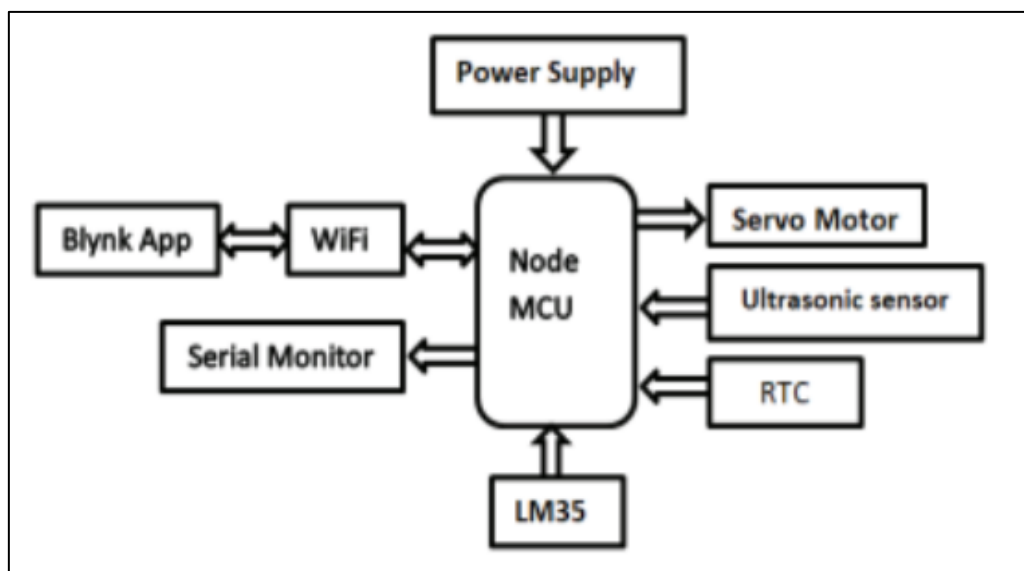 Power Supply
Blynk App
WiFi
Node
MCU
Servo Motor
Ultrasonic sensor
Serial Monitor
RTC
LM35